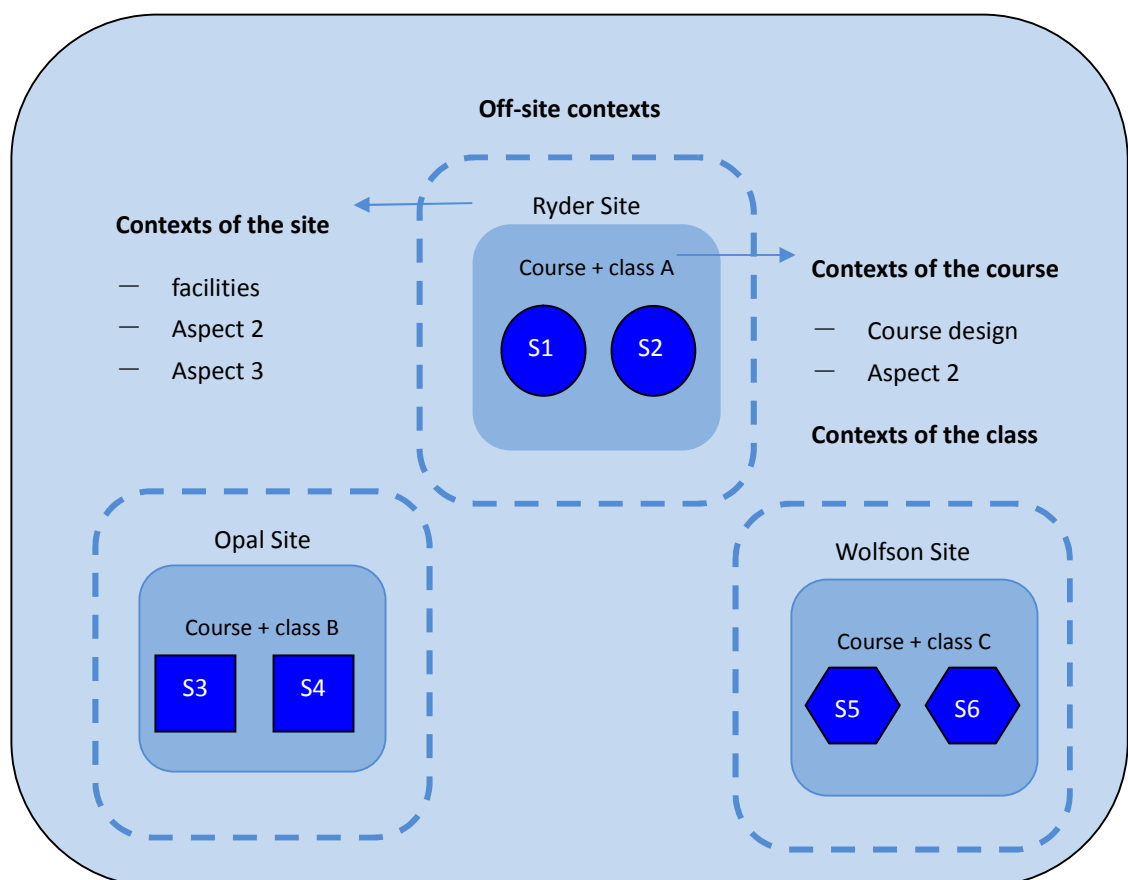 Off-site contexts
Ryder Site
Contexts of the site
— facilities
— Aspect 2
— Aspect 3
Course + class A
S1 S2
Contexts of the course
— Course design
— Aspect 2
Contexts of the class
Opal Site
Course + class B
S3 S4
Wolfson Site
Course + class C
S5 S6